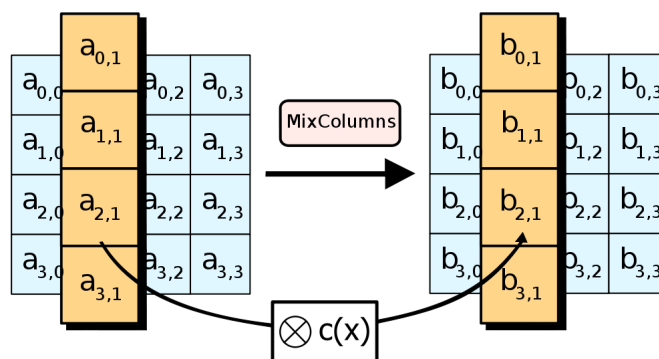 a0,0 a0,1 a0,2 a0,3
a1,0 a1,1 a1,2 a1,3
a2,0 a2,1 a2,2 a2,3
a3,0 a3,1 a3,2 a3,3
MixColumns
b0,0 b0,1 b0,2 b0,3
b1,0 b1,1 b1,2 b1,3
b2,0 b2,1 b2,2 b2,3
b3,0 b3,1 b3,2 b3,3
⊗ c(x)